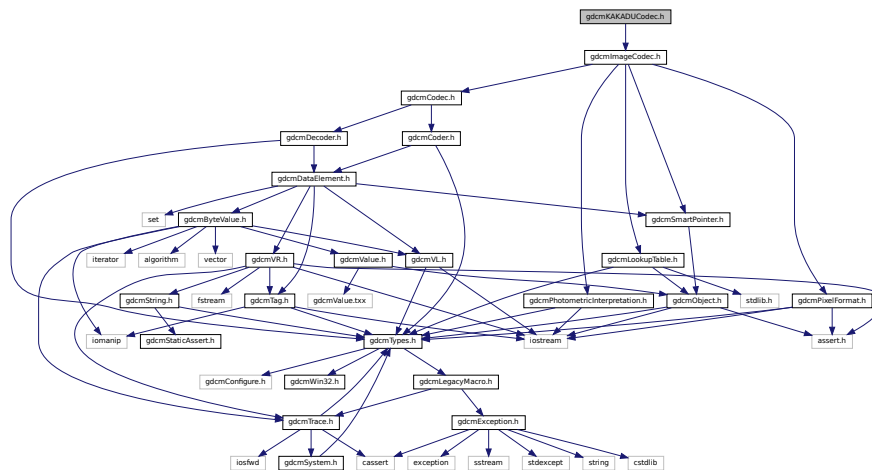 gdcmKAKADUCodec.h
gdcmImageCodec.h
gdcmCodec.h
gdcmDecoder.h
gdcmCoder.h
gdcmDataElement.h
set
gdcmByteValue.h
gdcmSmartPointer.h
iterator
algorithm
vector
gdcmVR.h
gdcmValue.h
gdcmVL.h
gdcmLookupTable.h
gdcmString.h
fstream
gdcmTag.h
gdcmValue.txx
gdcmPhotometricInterpretation.h
gdcmObject.h
stdlib.h
gdcmPixelFormat.h
iomanip
gdcmStaticAssert.h
gdcmTypes.h
iostream
assert.h
gdcmConfigure.h
gdcmWin32.h
gdcmLegacyMacro.h
gdcmTrace.h
gdcmException.h
iosfwd
gdcmSystem.h
cassert
exception
sstream
stdexcept
string
cstdlib